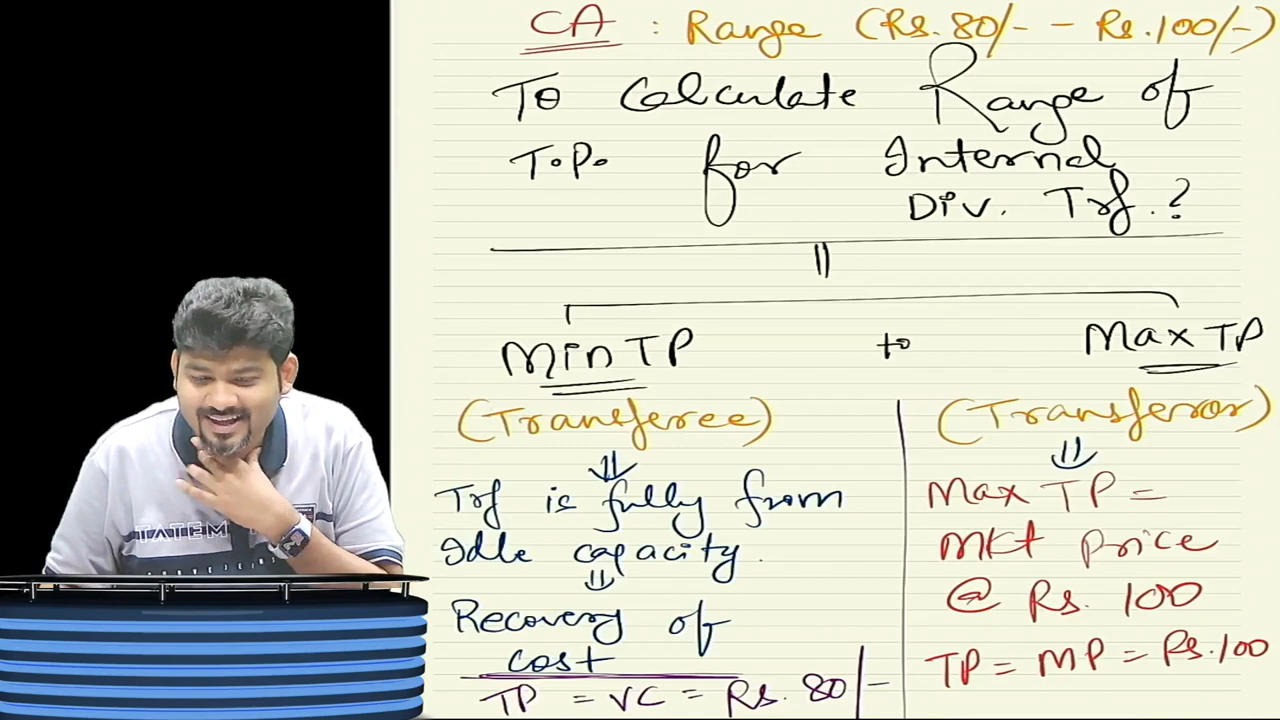 CA : Range (Rs.80/- - Rs.100/-)
To Calculate Range of
T.P. for Internal
Div. Trf.?
Min TP to Max TP
(Transferee)
Trf is fully from
Idle capacity.
Recovery of
cost
TP = VC = Rs. 80/-
(Transferor)
Max TP =
Mkt price
@ Rs. 100
TP = MP = Rs.100
TATEM